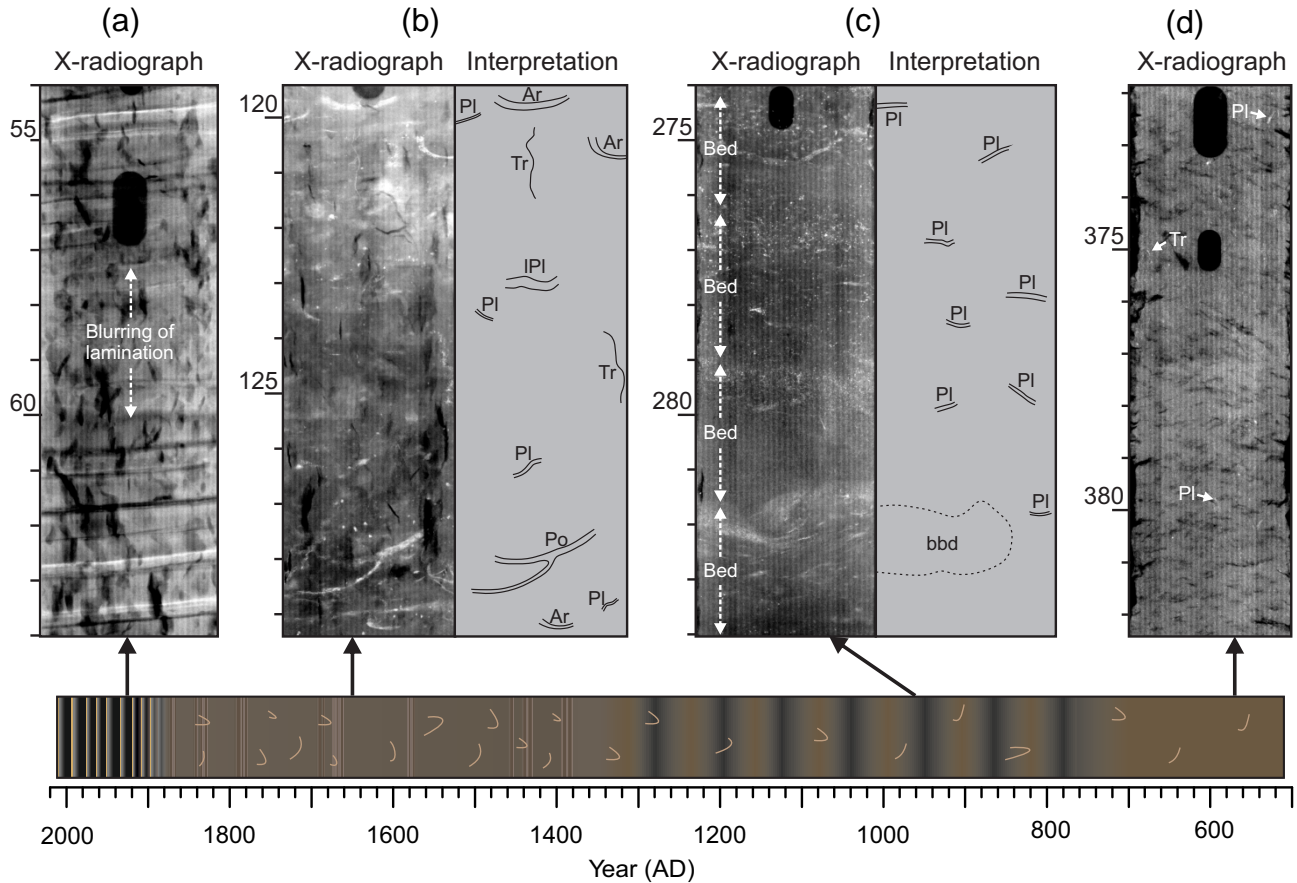 (a)
X-radiograph
55
60
Blurring of
lamination
(b)
X-radiograph Interpretation
120
125
Pl
Ar
Ar
Tr
lPl
Pl
Tr
Pl
Po
Pl
Ar
(c)
X-radiograph Interpretation
275
280
Bed
Bed
Bed
Bed
Pl
Pl
Pl
Pl
Pl
Pl
Pl
Pl
bbd
(d)
X-radiograph
375
380
Pl
Tr
Pl
2000 1800 1600 1400 1200 1000 800 600
Year (AD)